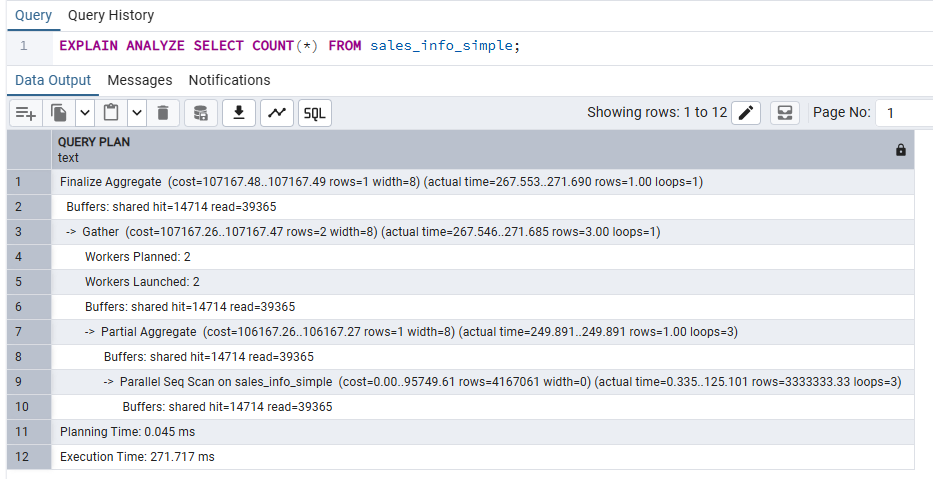 Query Query History
1 EXPLAIN ANALYZE SELECT COUNT(*) FROM sales_info_simple;
Data Output Messages Notifications
SQL Showing rows: 1 to 12 Page No: 1
QUERY PLAN
text
1 Finalize Aggregate (cost=107167.48..107167.49 rows=1 width=8) (actual time=267.553..271.690 rows=1.00 loops=1)
2 Buffers: shared hit=14714 read=39365
3 -> Gather (cost=107167.26..107167.47 rows=2 width=8) (actual time=267.546..271.685 rows=3.00 loops=1)
4 Workers Planned: 2
5 Workers Launched: 2
6 Buffers: shared hit=14714 read=39365
7 -> Partial Aggregate (cost=106167.26..106167.27 rows=1 width=8) (actual time=249.891..249.891 rows=1.00 loops=3)
8 Buffers: shared hit=14714 read=39365
9 -> Parallel Seq Scan on sales_info_simple (cost=0.00..95749.61 rows=4167061 width=0) (actual time=0.335..125.101 rows=3333333.33 loops=3)
10 Buffers: shared hit=14714 read=39365
11 Planning Time: 0.045 ms
12 Execution Time: 271.717 ms